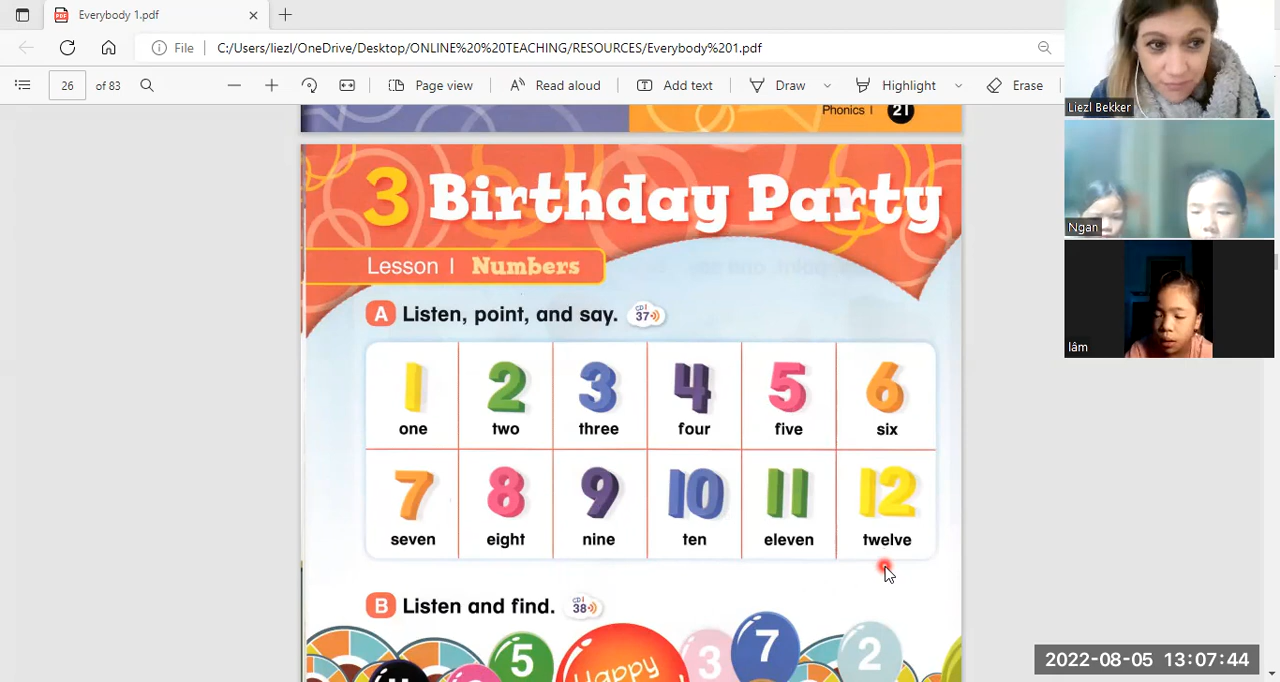 Everybody 1.pdf
File C:/Users/liezl/OneDrive/Desktop/ONLINE%20%20TEACHING/RESOURCES/Everybody%201.pdf
26 of 83 Page view Read aloud Add text Draw Highlight Erase
Phonics 1 21
3 Birthday Party
Lesson 1 Numbers
A Listen, point, and say. CD1 37
1 2 3 4 5 6
one two three four five six
7 8 9 10 11 12
seven eight nine ten eleven twelve
B Listen and find. CD1 38
5 3 7 2
Happy
Liezl Bekker
Ngan
lâm
2022-08-05 13:07:44